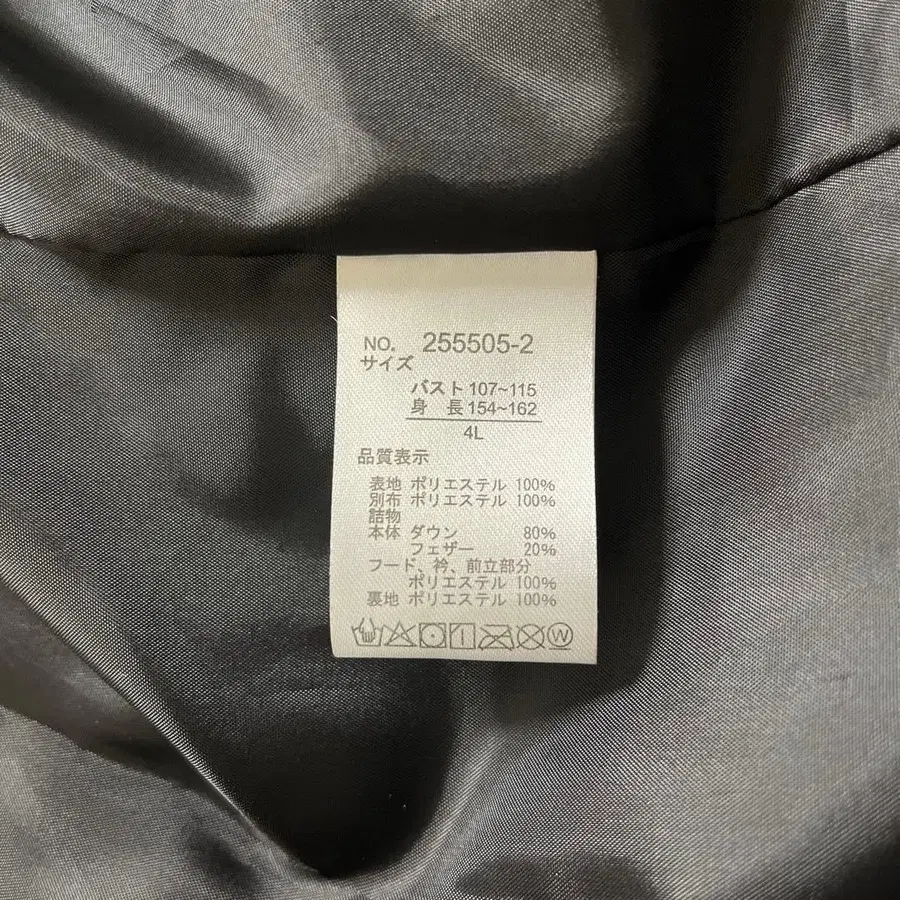 NO. 255505-2
サイズ
バスト 107~115
身 長 154~162
4L
品質表示
表地 ポリエステル 100%
別布 ポリエステル 100%
詰物
本体 ダウン 80%
フェザー 20%
フード、衿、前立部分
ポリエステル 100%
裏地 ポリエステル 100%
W